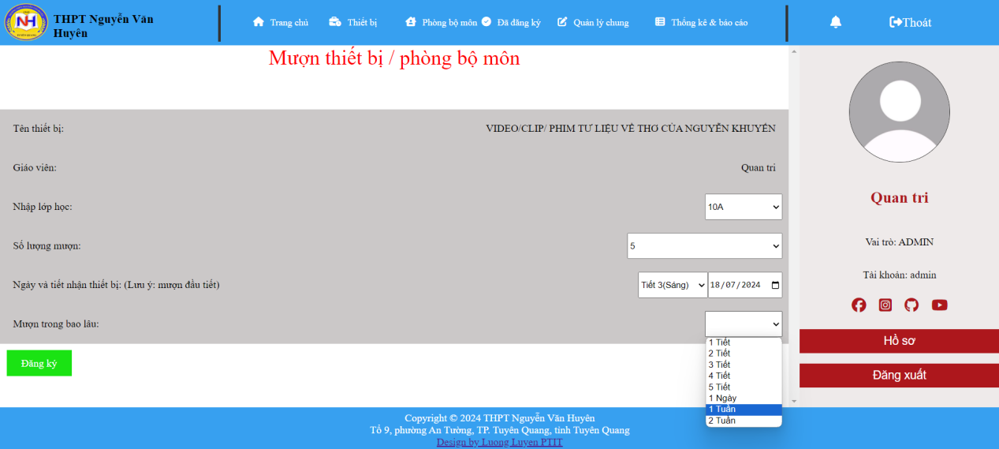 THPT Nguyễn Văn Huyên
Trang chủ Thiết bị Phòng bộ môn Đã đăng ký Quản lý chung Thống kê & báo cáo Thoát
Mượn thiết bị / phòng bộ môn
Tên thiết bị: VIDEO/CLIP/ PHIM TƯ LIỆU VỀ THƠ CỦA NGUYỄN KHUYẾN
Giáo viên: Quan tri
Nhập lớp học: 10A
Số lượng mượn: 5
Ngày và tiết nhận thiết bị: (Lưu ý: mượn đầu tiết) Tiết 3(Sáng) 18/07/2024
Mượn trong bao lâu:
1 Tiết
2 Tiết
3 Tiết
4 Tiết
5 Tiết
1 Ngày
1 Tuần
2 Tuần
Đăng ký
Quan tri
Vai trò: ADMIN
Tài khoản: admin
Hồ sơ
Đăng xuất
Copyright © 2024 THPT Nguyễn Văn Huyên
Tổ 9, phường An Tường, TP. Tuyên Quang, tỉnh Tuyên Quang
Design by Luong Luyen PTIT